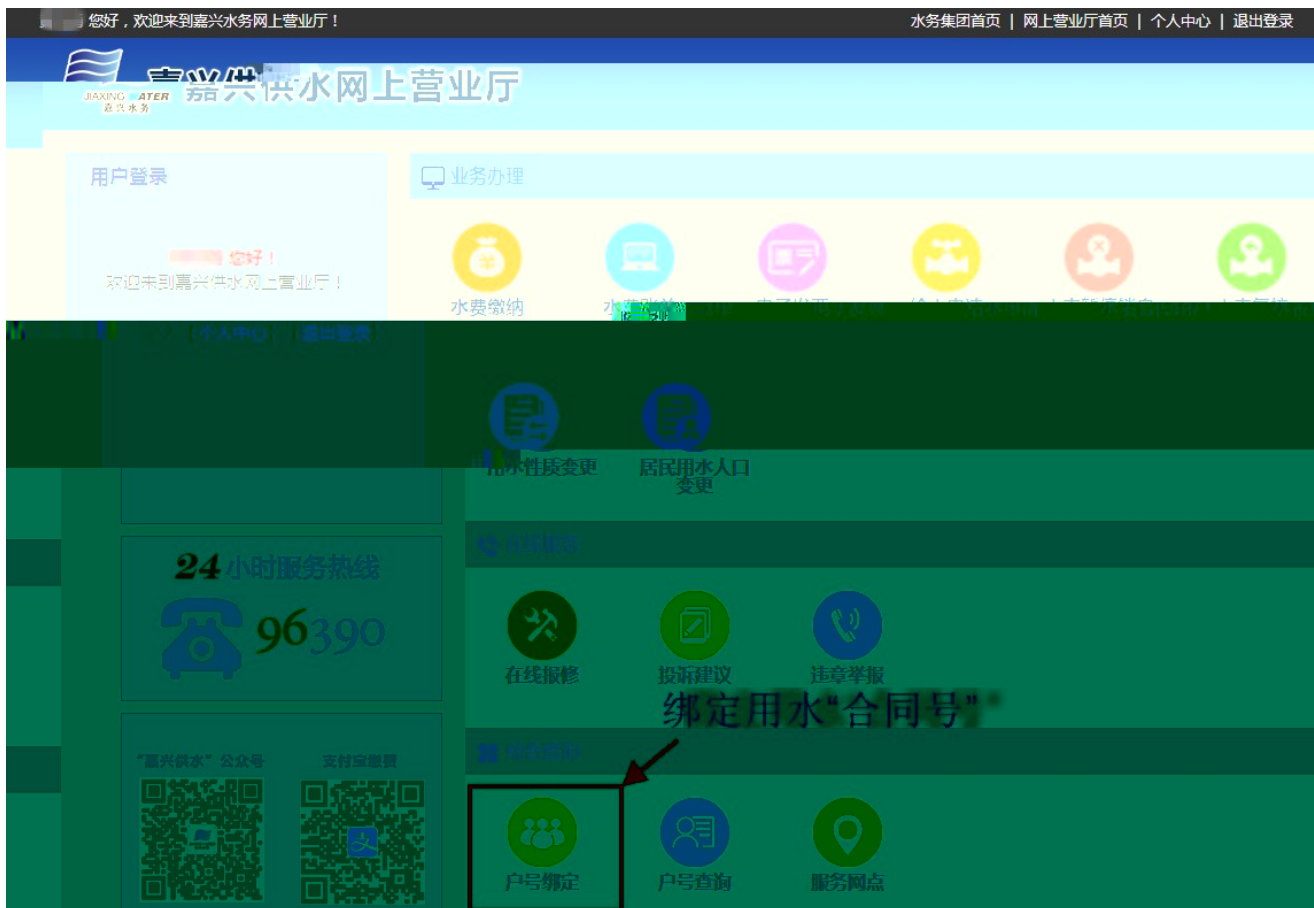 您好，欢迎来到嘉兴水务网上营业厅！
水务集团首页 | 网上营业厅首页 | 个人中心 | 退出登录
嘉兴供水网上营业厅
JIAXING ATER
嘉兴水务
用户登录
您好！
欢迎来到嘉兴供水网上营业厅！
【个人中心】【退出登录】
业务办理
水费缴纳
用水性质变更
居民用水人口
变更
24小时服务热线
96390
在线报修
投诉建议
违章举报
绑定用水“合同号”
“嘉兴供水”公众号
支付宝缴费
户号绑定
户号查询
服务网点